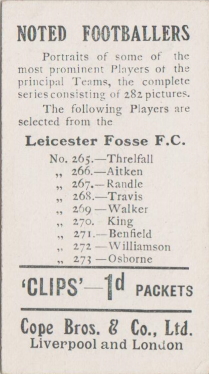 NOTED FOOTBALLERS
Portraits of some of the
most prominent Players of the
principal Teams, the complete
series consisting of 282 pictures.
The following Players are
selected from the
Leicester Fosse F.C.
No. 265.—Threlfall
„ 266.—Aitken
„ 267.—Randle
„ 268.—Travis
„ 269—Walker
„ 270. King
„ 271.—Benfield
„ 272—Williamson
„ 273—Osborne
'CLIPS'—1d PACKETS
Cope Bros. & Co., Ltd.
Liverpool and London